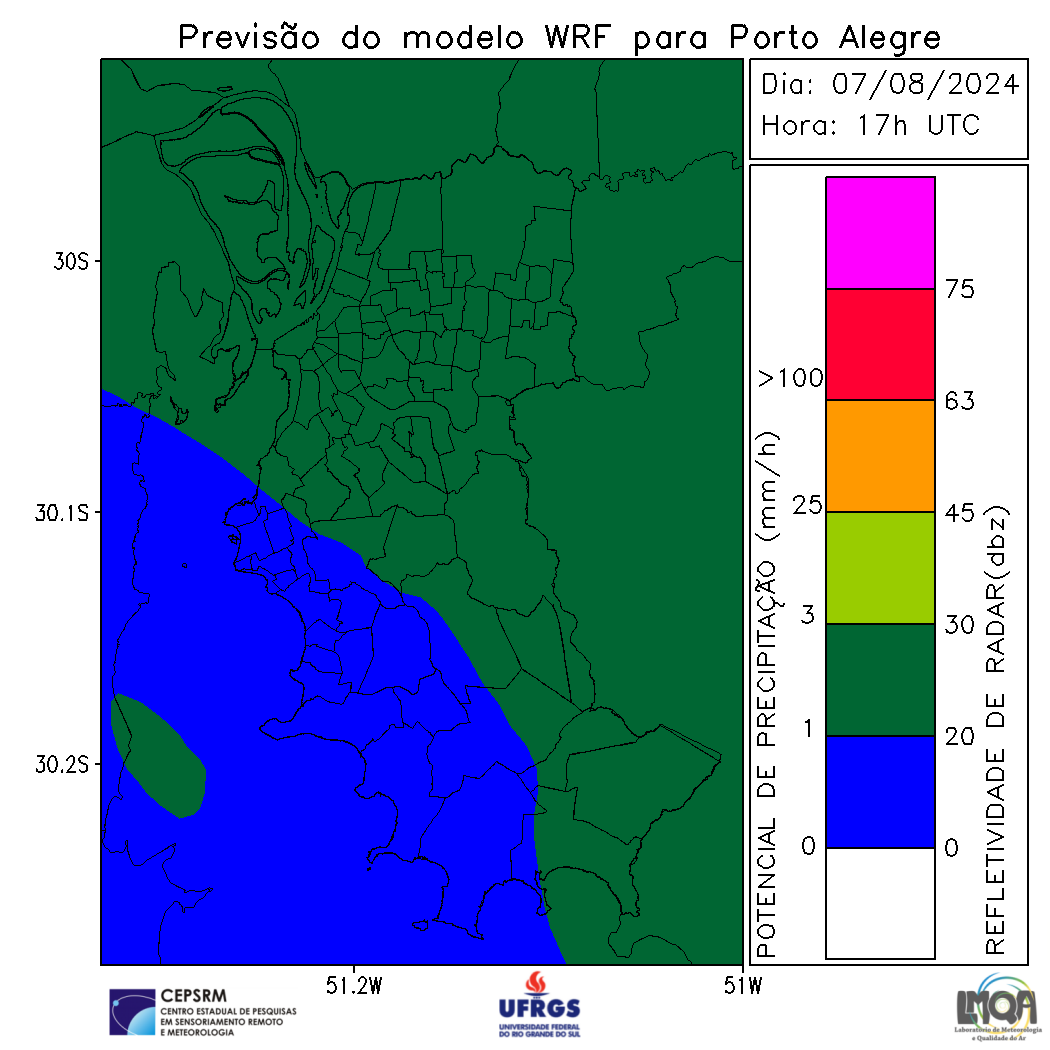 Previsão do modelo WRF para Porto Alegre
Dia: 07/08/2024
Hora: 17h UTC
30S
30.1S
30.2S
51.2W
51W
POTENCIAL DE PRECIPITAÇÃO (mm/h)
>100
25
3
1
0
75
63
45
30
20
0
REFLETIVIDADE DE RADAR(dbz)
CEPSRM
CENTRO ESTADUAL DE PESQUISAS
EM SENSORIAMENTO REMOTO
E METEOROLOGIA
UFRGS
UNIVERSIDADE FEDERAL
DO RIO GRANDE DO SUL
LMQA
Laboratório de Meteorologia
e Qualidade do Ar